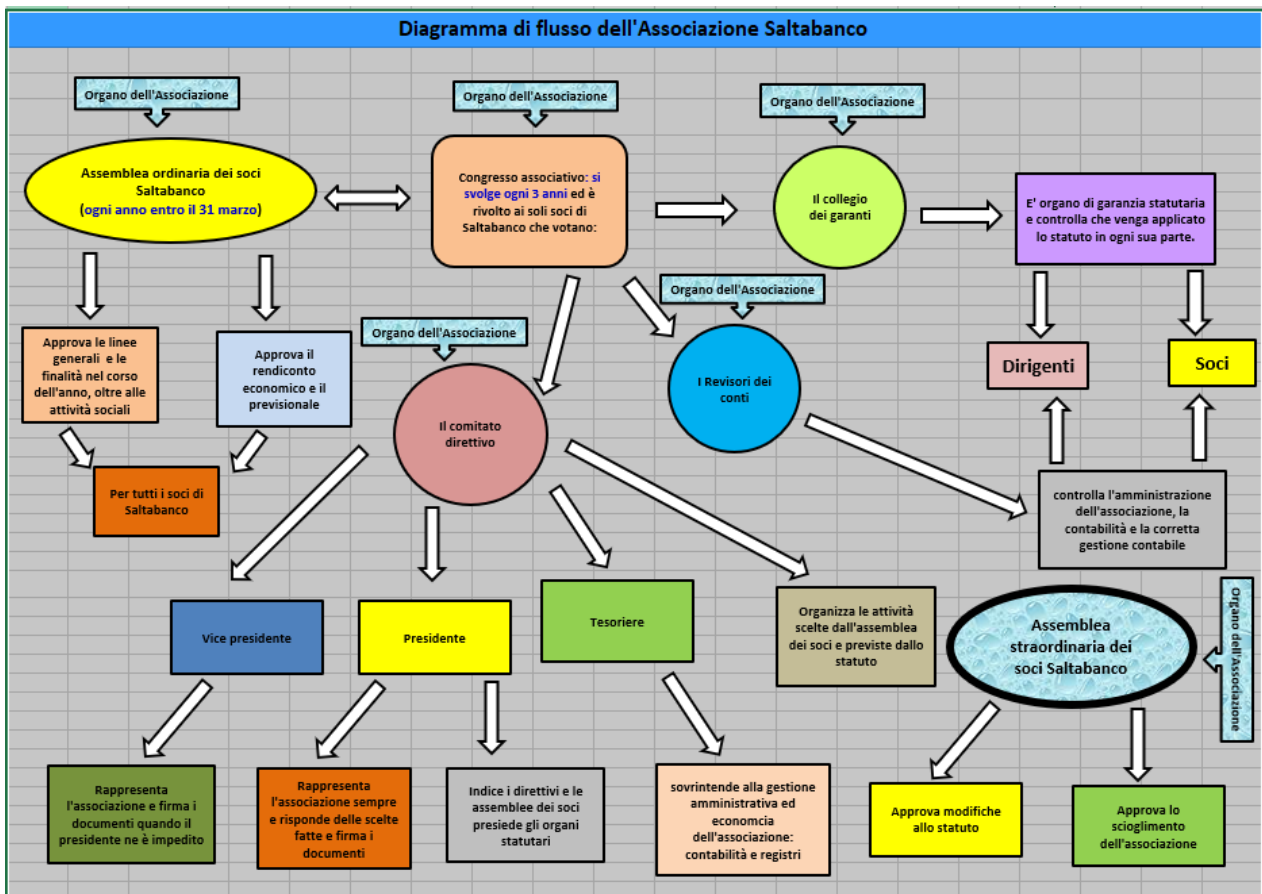 Diagramma di flusso dell'Associazione Saltabanco
Organo dell'Associazione
Organo dell'Associazione
Organo dell'Associazione
Assemblea ordinaria dei soci
Saltabanco
(ogni anno entro il 31 marzo)
Congresso associativo: si
svolge ogni 3 anni ed è
rivolto ai soli soci di
Saltabanco che votano:
Il collegio
dei garanti
E' organo di garanzia statutaria
e controlla che venga applicato
lo statuto in ogni sua parte.
Organo dell'Associazione
Organo dell'Associazione
Approva le linee
generali e le
finalità nel corso
dell'anno, oltre alle
attività sociali
Approva il
rendiconto
economico e il
previsionale
Il comitato
direttivo
I Revisori dei
conti
Dirigenti
Soci
Per tutti i soci di
Saltabanco
controlla l'amministrazione
dell'associazione, la
contabilità e la corretta
gestione contabile
Vice presidente
Presidente
Tesoriere
Organizza le attività
scelte dall'assemblea
dei soci e previste dallo
statuto
Assemblea
straordinaria dei
soci Saltabanco
Organo dell'Associazione
Rappresenta
l'associazione e firma i
documenti quando il
presidente ne è impedito
Rappresenta
l'associazione sempre
e risponde delle scelte
fatte e firma i
documenti
Indice i direttivi e le
assemblee dei soci
presiede gli organi
statutari
sovrintende alla gestione
amministrativa ed
economcia
dell'associazione:
contabilità e registri
Approva modifiche
allo statuto
Approva lo
scioglimento
dell'associazione